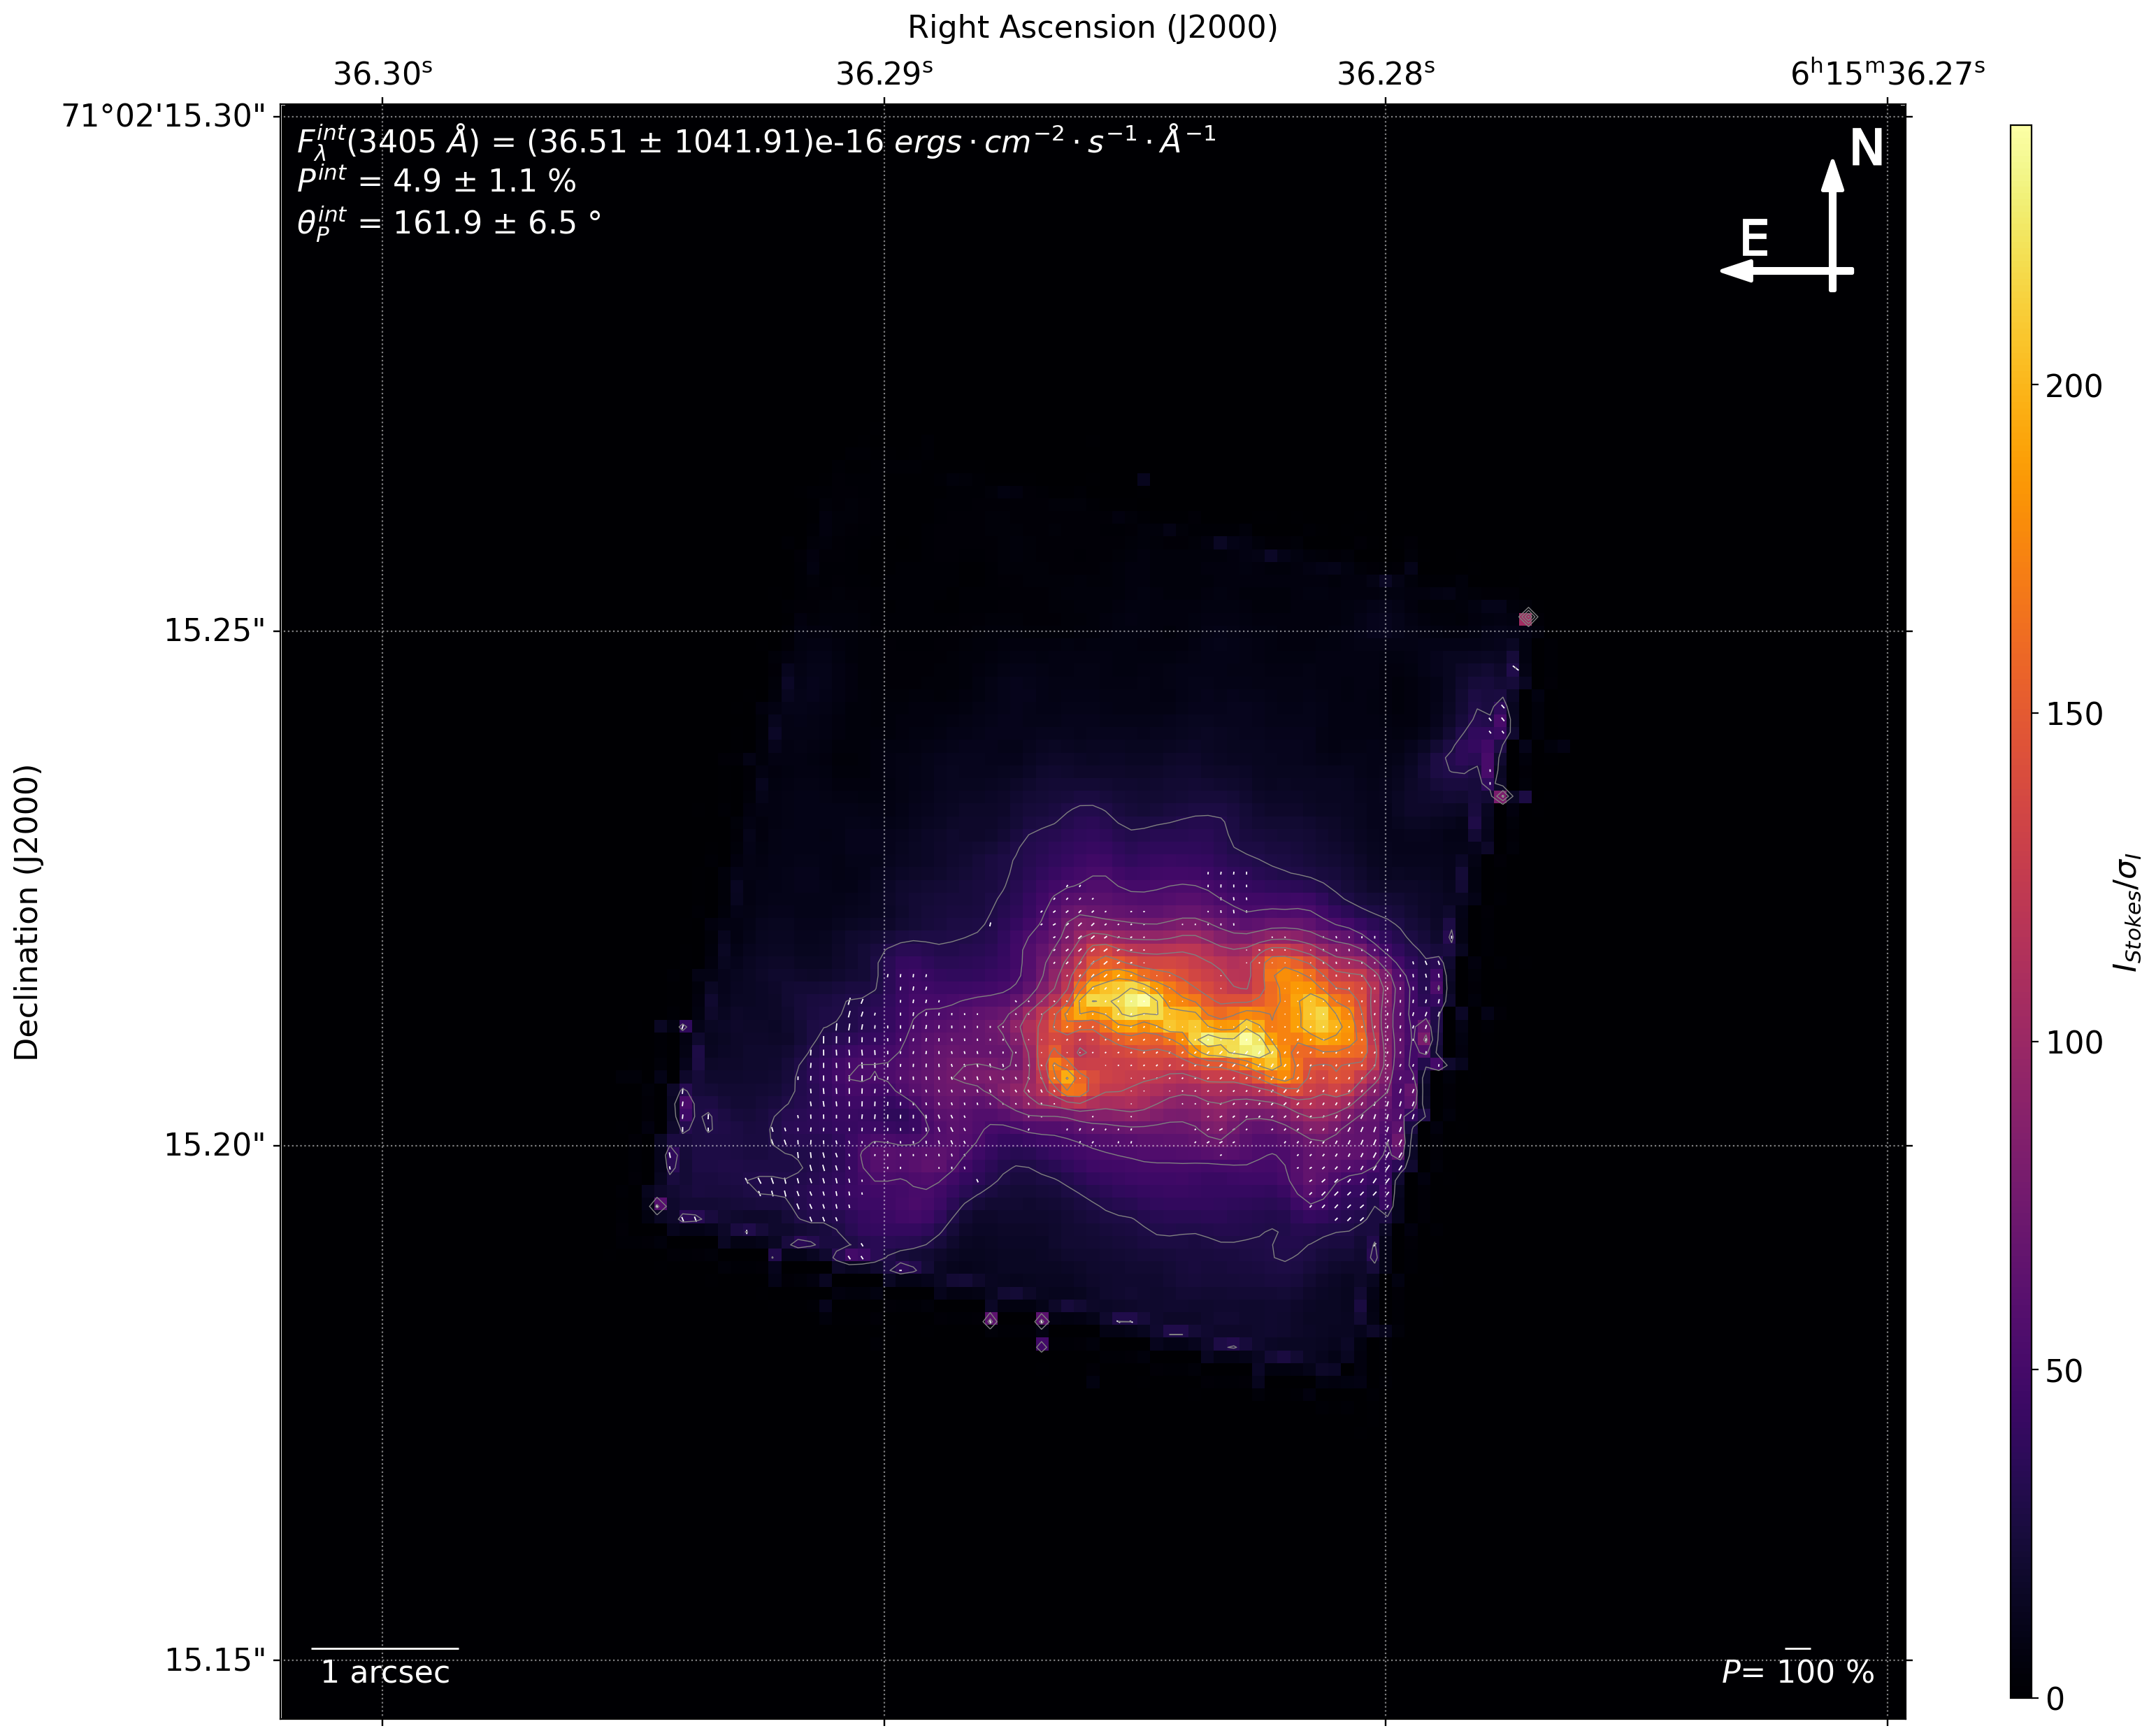 Right Ascension (J2000)
36.30ˢ 36.29ˢ 36.28ˢ 6ʰ15ᵐ36.27ˢ
71°02'15.30"
15.25"
15.20"
15.15"
Declination (J2000)
F_λ^int(3405 Å) = (36.51 ± 1041.91)e-16 ergs · cm⁻² · s⁻¹ · Å⁻¹
P^int = 4.9 ± 1.1 %
θ_P^int = 161.9 ± 6.5 °
N
E
1 arcsec
P= 100 %
200
150
100
50
0
I_Stokes/σ_I